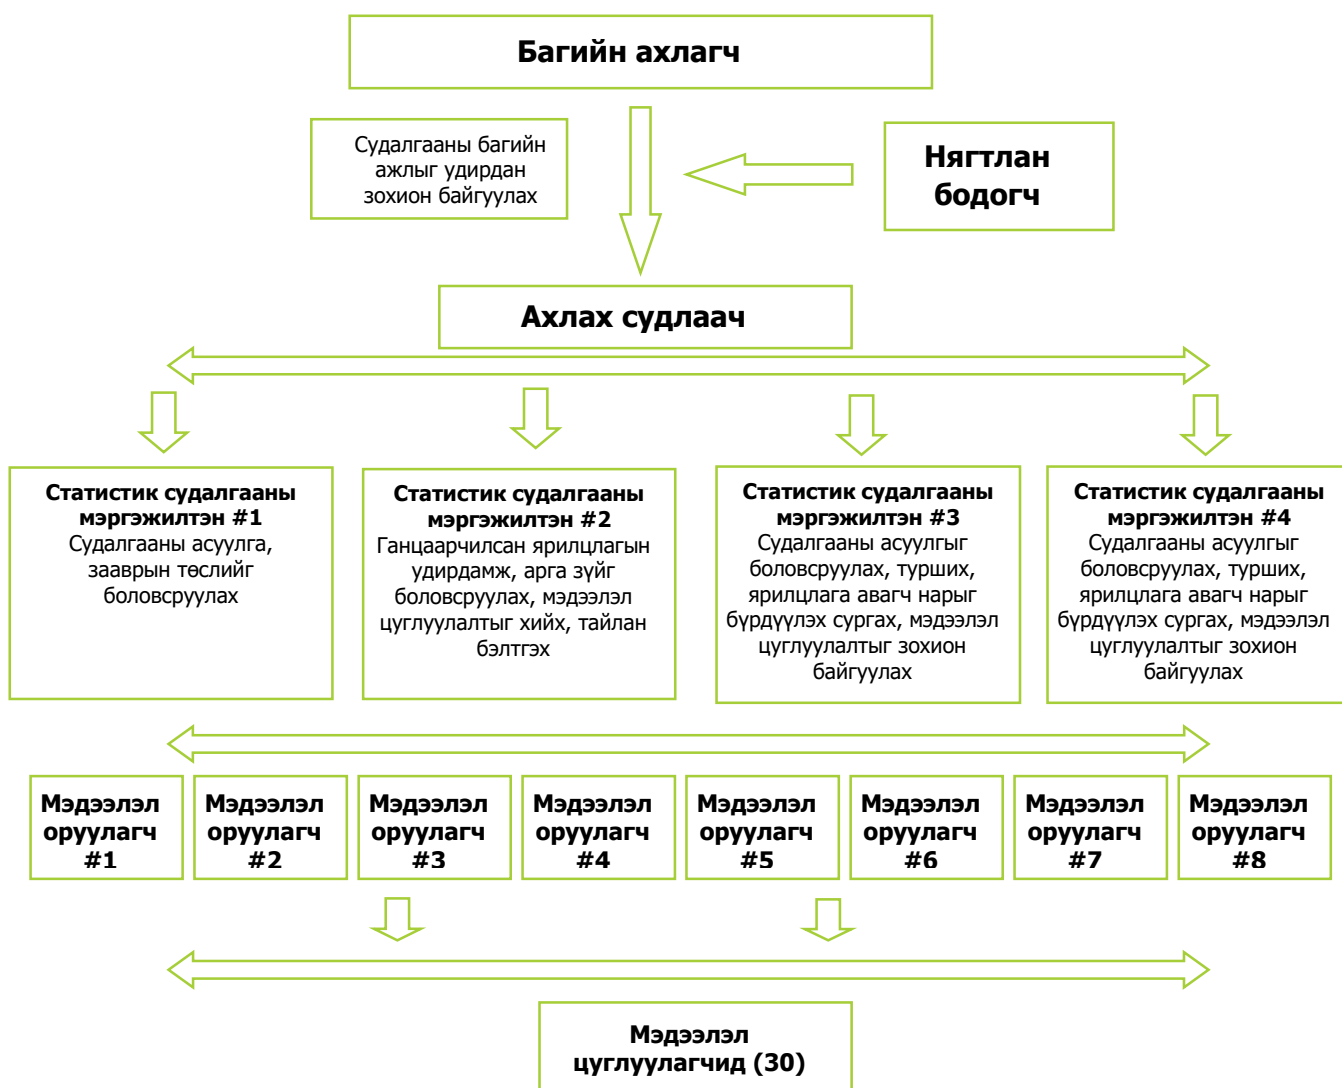 Багийн ахлагч
Судалгааны багийн
ажлыг удирдан
зохион байгуулах
Нягтлан
бодогч
Ахлах судлаач
Статистик судалгааны
мэргэжилтэн #1
Судалгааны асуулга,
зааврын төслийг
боловсруулах
Статистик судалгааны
мэргэжилтэн #2
Ганцаарчилсан ярилцлагын
удирдамж, арга зүйг
боловсруулах, мэдээлэл
цуглуулалтыг хийх, тайлан
бэлтгэх
Статистик судалгааны
мэргэжилтэн #3
Судалгааны асуулгыг
боловсруулах, турших,
ярилцлага авагч нарыг
бүрдүүлэх сургах, мэдээлэл
цуглуулалтыг зохион
байгуулах
Статистик судалгааны
мэргэжилтэн #4
Судалгааны асуулгыг
боловсруулах, турших,
ярилцлага авагч нарыг
бүрдүүлэх сургах, мэдээлэл
цуглуулалтыг зохион
байгуулах
Мэдээлэл
оруулагч
#1
Мэдээлэл
оруулагч
#2
Мэдээлэл
оруулагч
#3
Мэдээлэл
оруулагч
#4
Мэдээлэл
оруулагч
#5
Мэдээлэл
оруулагч
#6
Мэдээлэл
оруулагч
#7
Мэдээлэл
оруулагч
#8
Мэдээлэл
цуглуулагчид (30)